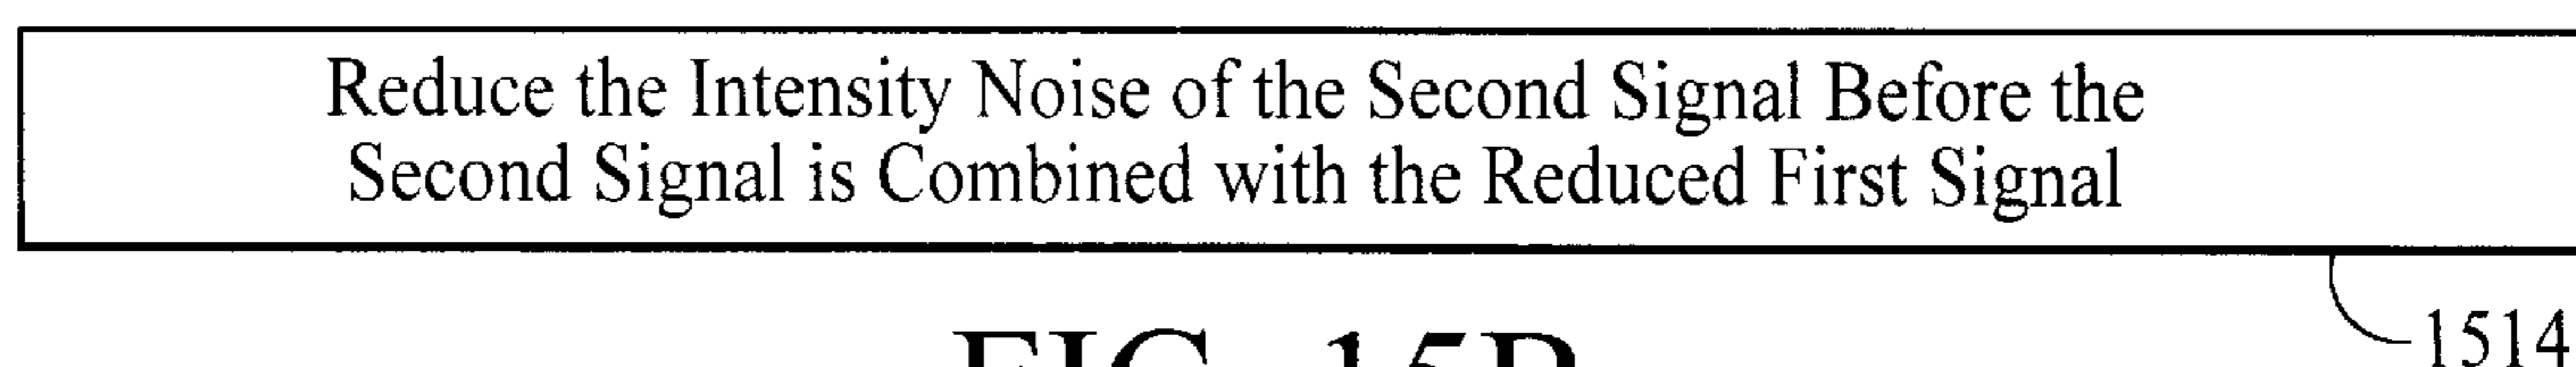 Reduce the Intensity Noise of the Second Signal Before the
Second Signal is Combined with the Reduced First Signal
1514